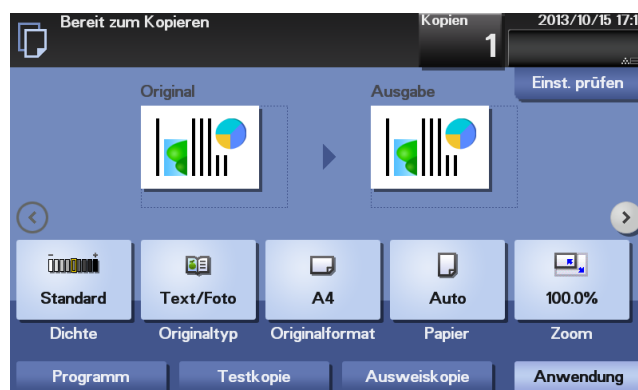 Bereit zum Kopieren
Kopien
1
2013/10/15 17:1
Einst. prüfen
Original
Ausgabe
Standard
Text/Foto
A4
Auto
100.0%
Dichte
Originaltyp
Originalformat
Papier
Zoom
Programm
Testkopie
Ausweiskopie
Anwendung